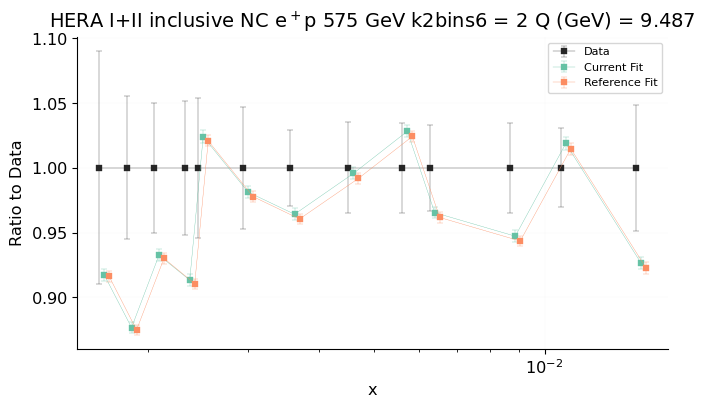 HERA I+II inclusive NC e⁺p 575 GeV k2bins6 = 2 Q (GeV) = 9.487
1.10
1.05
1.00
0.95
0.90
Ratio to Data
Data
Current Fit
Reference Fit
10⁻²
x